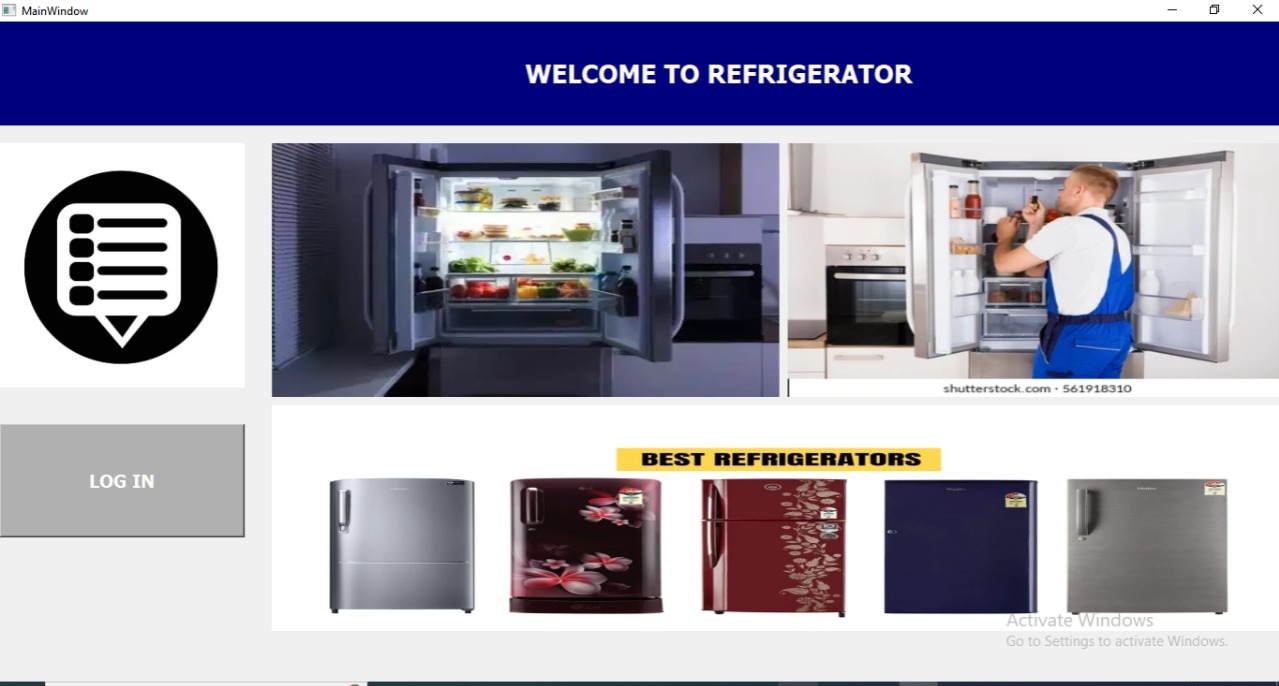 MainWindow
WELCOME TO REFRIGERATOR
shutterstock.com · 561918310
LOG IN
BEST REFRIGERATORS
Activate Windows
Go to Settings to activate Windows.